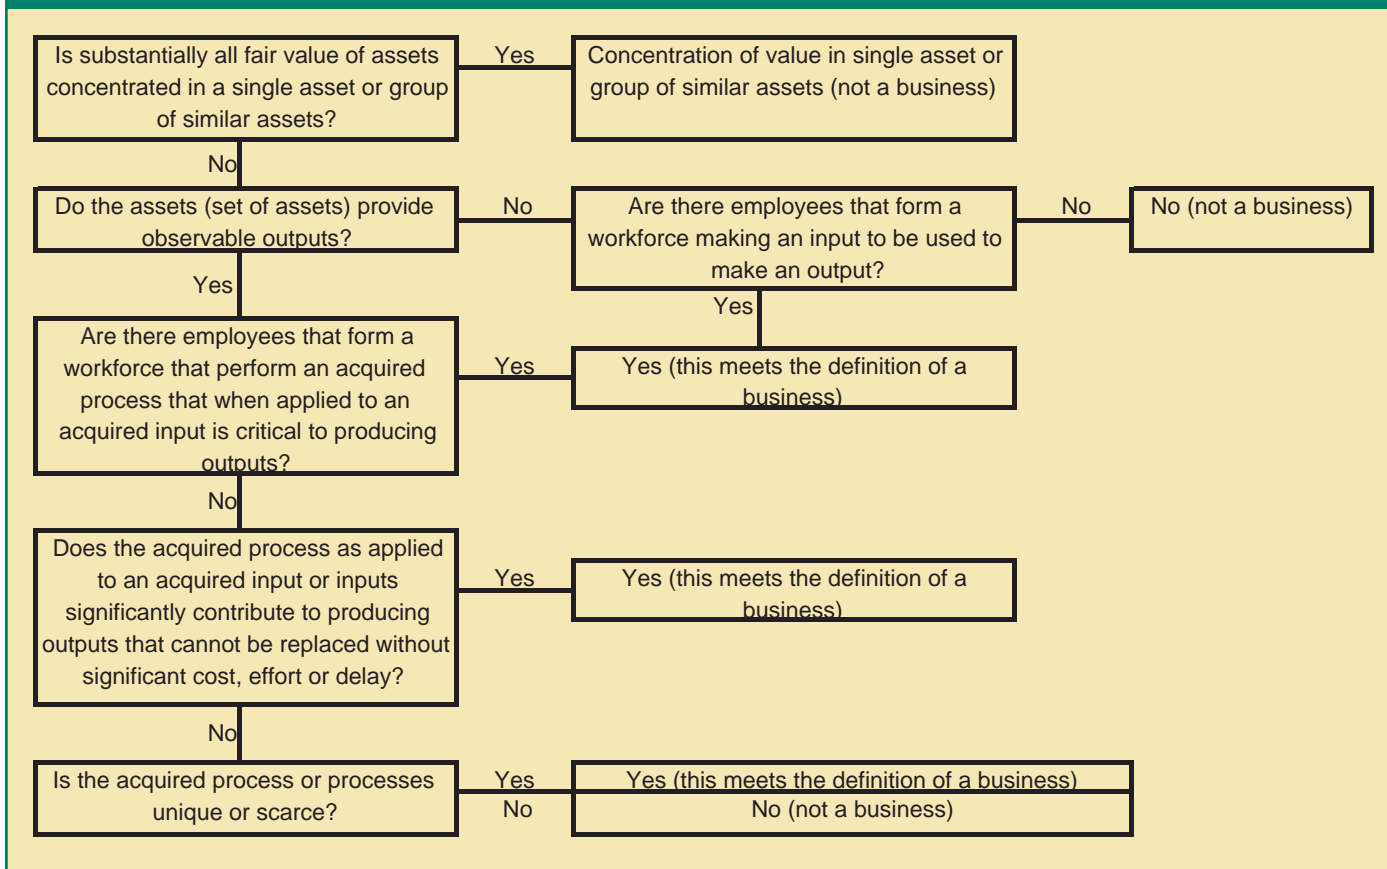 Is substantially all fair value of assets
concentrated in a single asset or group
of similar assets?
Yes
Concentration of value in single asset or
group of similar assets (not a business)
No
Do the assets (set of assets) provide
observable outputs?
No
Are there employees that form a
workforce making an input to be used to
make an output?
No
No (not a business)
Yes
Yes
Are there employees that form a
workforce that perform an acquired
process that when applied to an
acquired input is critical to producing
outputs?
Yes
Yes (this meets the definition of a
business)
No
Does the acquired process as applied
to an acquired input or inputs
significantly contribute to producing
outputs that cannot be replaced without
significant cost, effort or delay?
Yes
Yes (this meets the definition of a
business)
No
Is the acquired process or processes
unique or scarce?
Yes
Yes (this meets the definition of a business)
No
No (not a business)